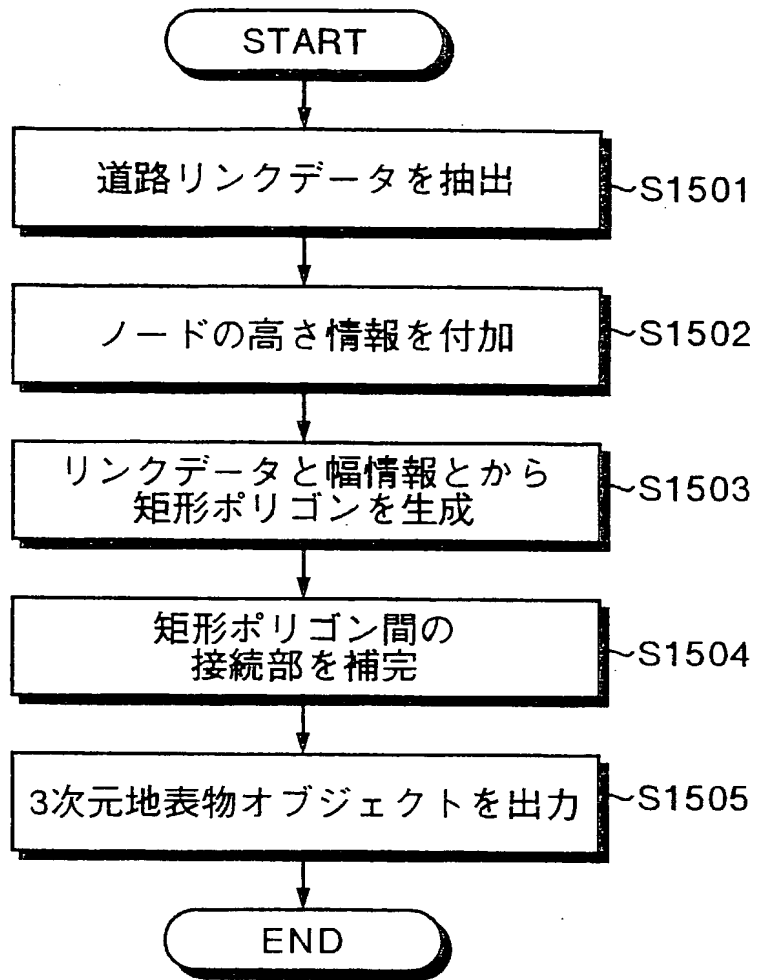 START
道路リンクデータを抽出
~S1501
ノードの高さ情報を付加
~S1502
リンクデータと幅情報とから
矩形ポリゴンを生成
~S1503
矩形ポリゴン間の
接続部を補完
~S1504
3次元地表物オブジェクトを出力
~S1505
END